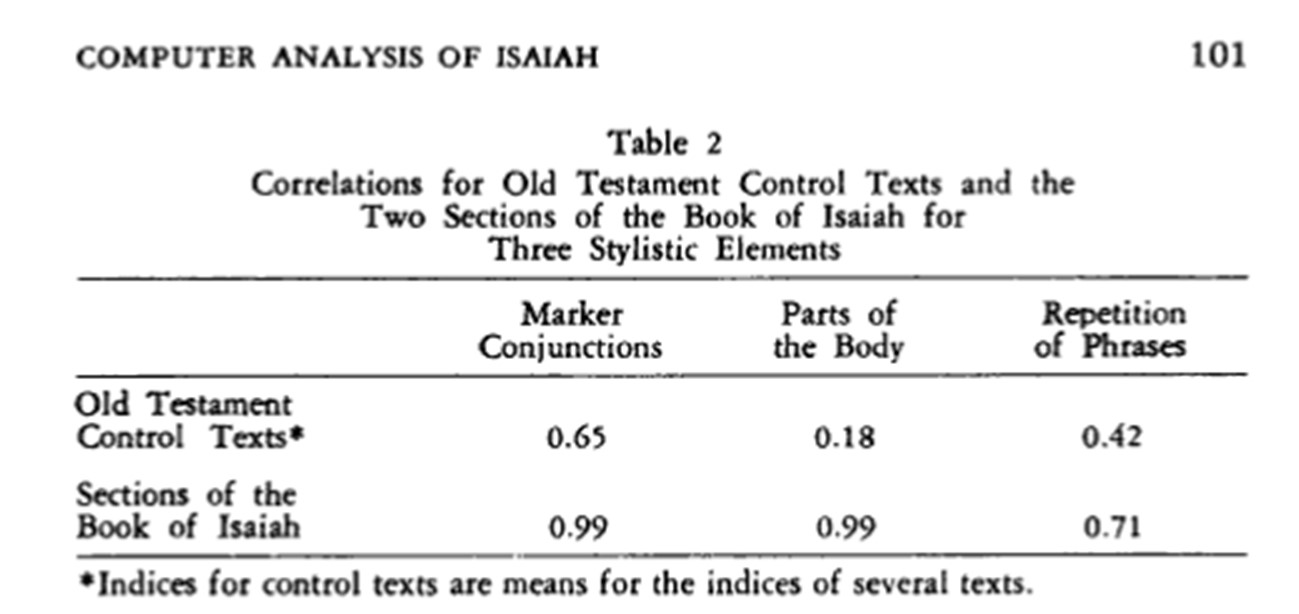 COMPUTER ANALYSIS OF ISAIAH 101
Table 2
Correlations for Old Testament Control Texts and the
Two Sections of the Book of Isaiah for
Three Stylistic Elements
Marker Parts of Repetition
Conjunctions the Body of Phrases
Old Testament
Control Texts* 0.65 0.18 0.42
Sections of the
Book of Isaiah 0.99 0.99 0.71
*Indices for control texts are means for the indices of several texts.